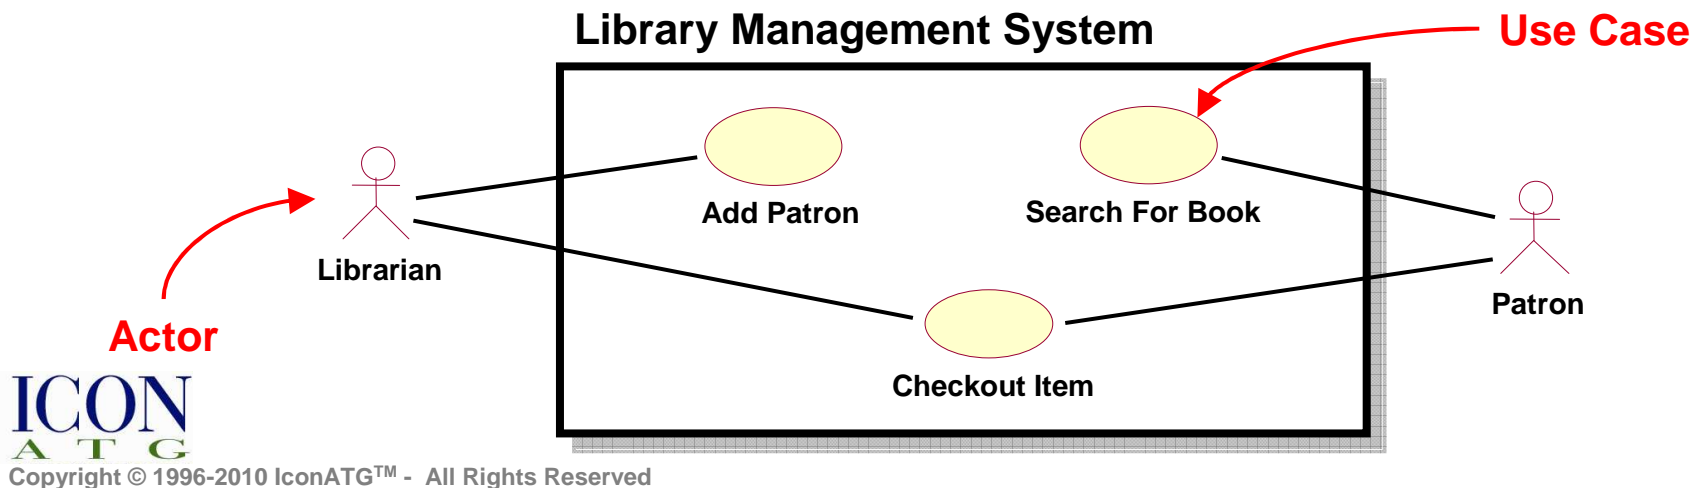 Library Management System
Use Case
Add Patron
Search For Book
Librarian
Patron
Actor
Checkout Item
ICON
A T G
Copyright © 1996-2010 IconATG™ - All Rights Reserved